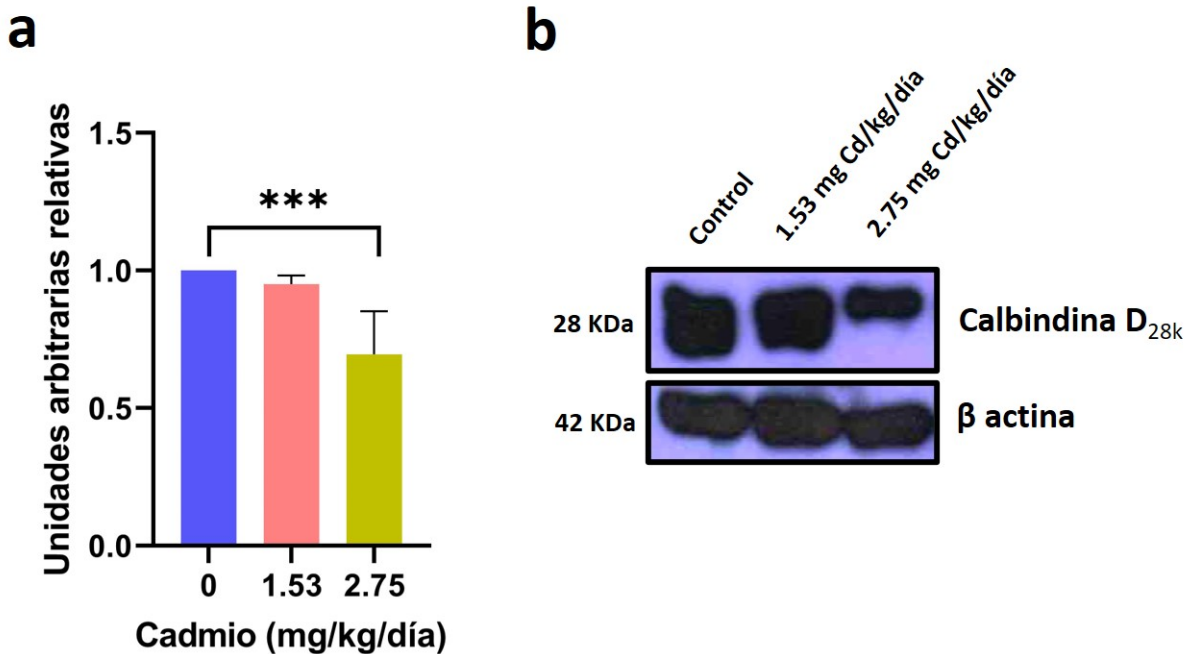 a
Unidades arbitrarias relativas
1.5
1.0
0.5
0.0
***
0 1.53 2.75
Cadmio (mg/kg/día)
b
Control
1.53 mg Cd/kg/día
2.75 mg Cd/kg/día
28 KDa
Calbindina D28k
42 KDa
β actina